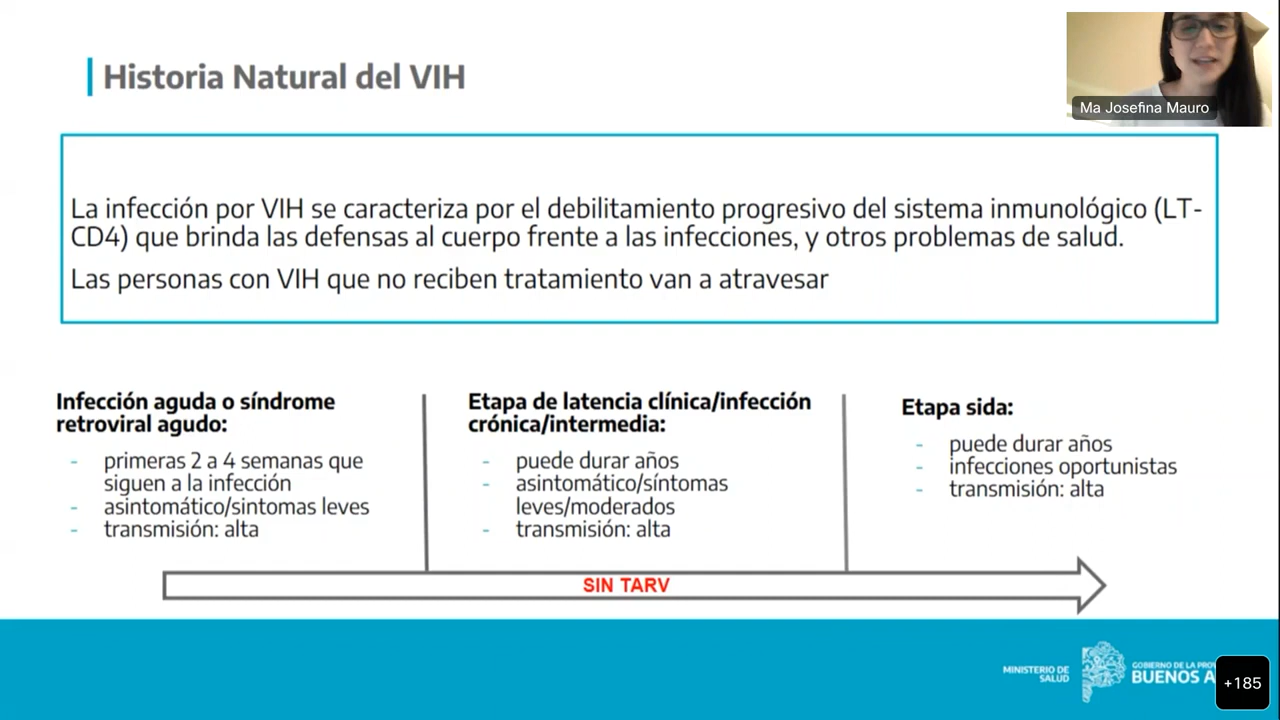 Historia Natural del VIH
Ma Josefina Mauro
La infección por VIH se caracteriza por el debilitamiento progresivo del sistema inmunológico (LT-
CD4) que brinda las defensas al cuerpo frente a las infecciones, y otros problemas de salud.
Las personas con VIH que no reciben tratamiento van a atravesar
Infección aguda o síndrome
retroviral agudo:
- primeras 2 a 4 semanas que
siguen a la infección
- asintomático/sintomas leves
- transmisión: alta
Etapa de latencia clínica/infección
crónica/intermedia:
- puede durar años
- asintomático/síntomas
leves/moderados
- transmisión: alta
Etapa sida:
- puede durar años
- infecciones oportunistas
- transmisión: alta
SIN TARV
MINISTERIO DE
SALUD
GOBIERNO DE LA
BUENOS
+185